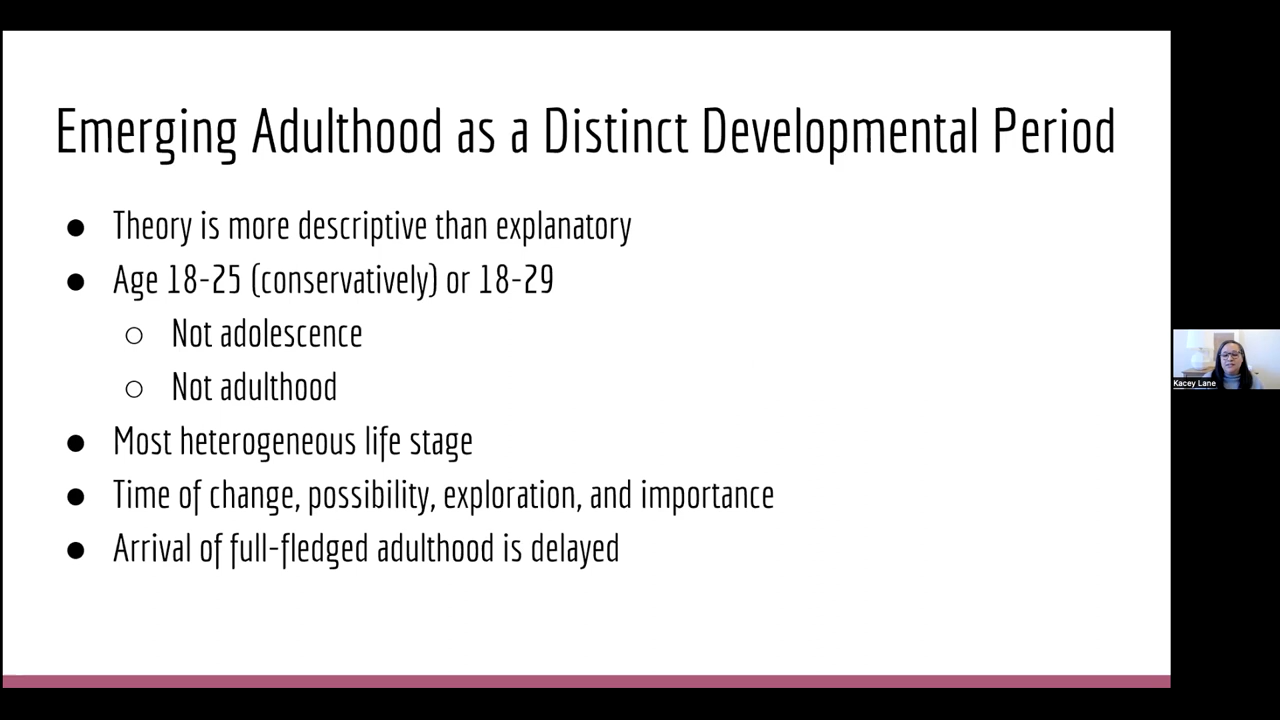 Emerging Adulthood as a Distinct Developmental Period
● Theory is more descriptive than explanatory
● Age 18-25 (conservatively) or 18-29
○ Not adolescence
○ Not adulthood
● Most heterogeneous life stage
● Time of change, possibility, exploration, and importance
● Arrival of full-fledged adulthood is delayed
Kacey Lane